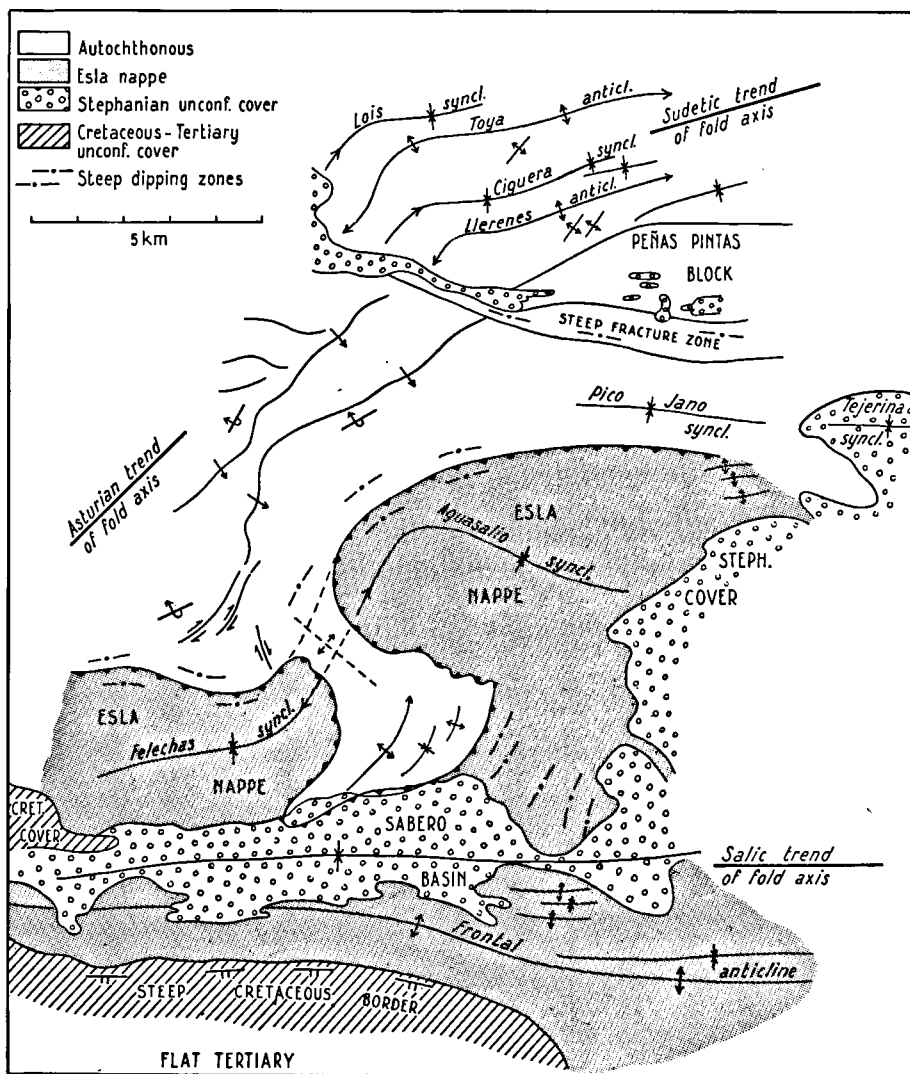 Autochthonous
Esla nappe
Stephanian unconf. cover
Cretaceous-Tertiary
unconf. cover
Steep dipping zones
5 km
Lois syncl.
Toya anticl.
Sudetic trend
of fold axis
Ciguera syncl.
Llerenes anticl.
PEÑAS PINTAS
BLOCK
STEEP FRACTURE ZONE
Pico Jano
syncl.
Tejerina
syncl.
Asturian trend
of fold axis
ESLA
NAPPE
Aguasalio syncl.
STEPH.
COVER
ESLA
NAPPE
Felechas syncl.
CRET
COVER
SABERO
BASIN
Salic trend
of fold axis
Frontal
anticline
STEEP CRETACEOUS BORDER
FLAT TERTIARY